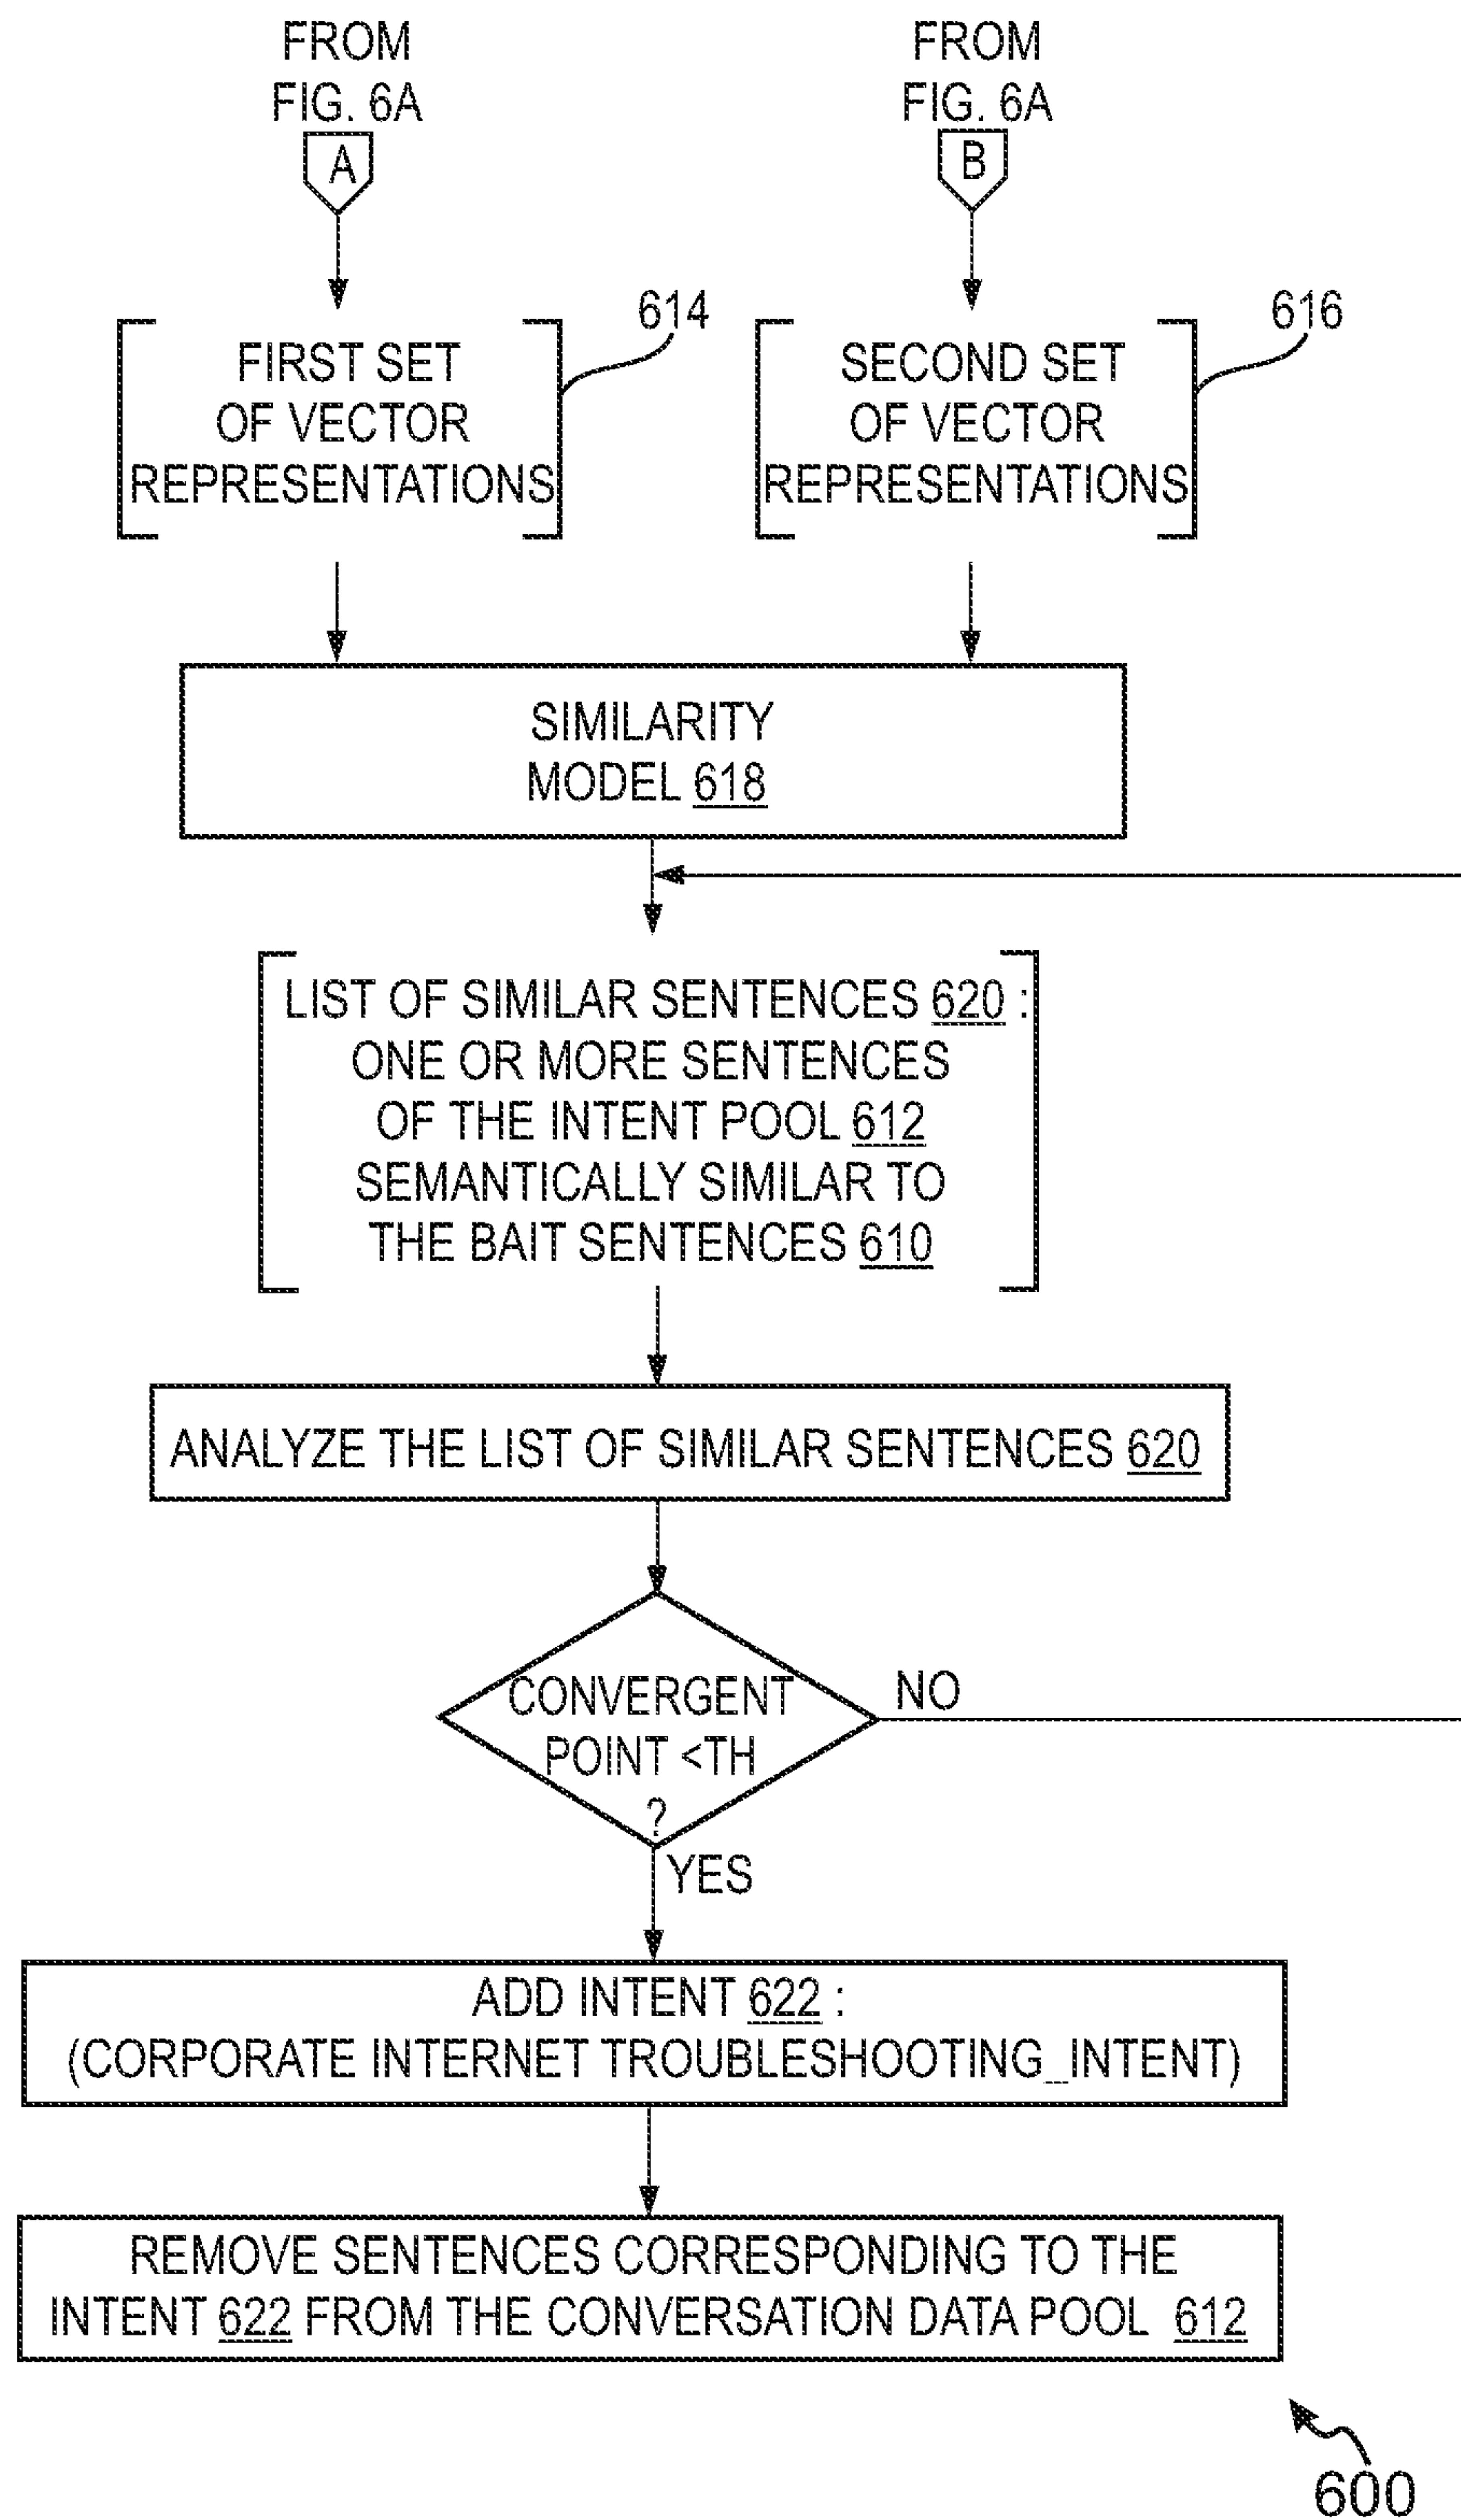 FROM
FIG. 6A
A
FROM
FIG. 6A
B
614
FIRST SET
OF VECTOR
REPRESENTATIONS
616
SECOND SET
OF VECTOR
REPRESENTATIONS
SIMILARITY
MODEL 618
LIST OF SIMILAR SENTENCES 620 :
ONE OR MORE SENTENCES
OF THE INTENT POOL 612
SEMANTICALLY SIMILAR TO
THE BAIT SENTENCES 610
ANALYZE THE LIST OF SIMILAR SENTENCES 620
CONVERGENT
POINT <TH
?
NO
YES
ADD INTENT 622 :
(CORPORATE INTERNET TROUBLESHOOTING_INTENT)
REMOVE SENTENCES CORRESPONDING TO THE
INTENT 622 FROM THE CONVERSATION DATA POOL 612
600